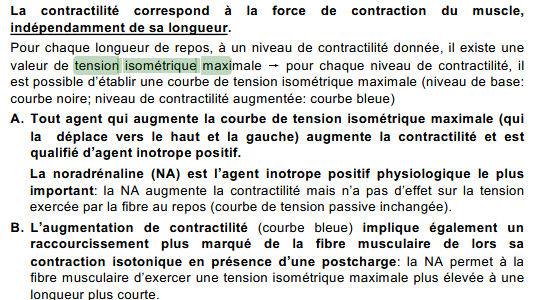 La contractilité correspond à la force de contraction du muscle,
indépendamment de sa longueur.
Pour chaque longueur de repos, à un niveau de contractilité donnée, il existe une
valeur de tension isométrique maximale → pour chaque niveau de contractilité, il
est possible d'établir une courbe de tension isométrique maximale (niveau de base:
courbe noire; niveau de contractilité augmentée: courbe bleue)
A. Tout agent qui augmente la courbe de tension isométrique maximale (qui
la déplace vers le haut et la gauche) augmente la contractilité et est
qualifié d'agent inotrope positif.
La noradrénaline (NA) est l'agent inotrope positif physiologique le plus
important: la NA augmente la contractilité mais n'a pas d'effet sur la tension
exercée par la fibre au repos (courbe de tension passive inchangée).
B. L'augmentation de contractilité (courbe bleue) implique également un
raccourcissement plus marqué de la fibre musculaire de lors sa
contraction isotonique en présence d'une postcharge: la NA permet à la
fibre musculaire d'exercer une tension isométrique maximale plus élevée à une
longueur plus courte.